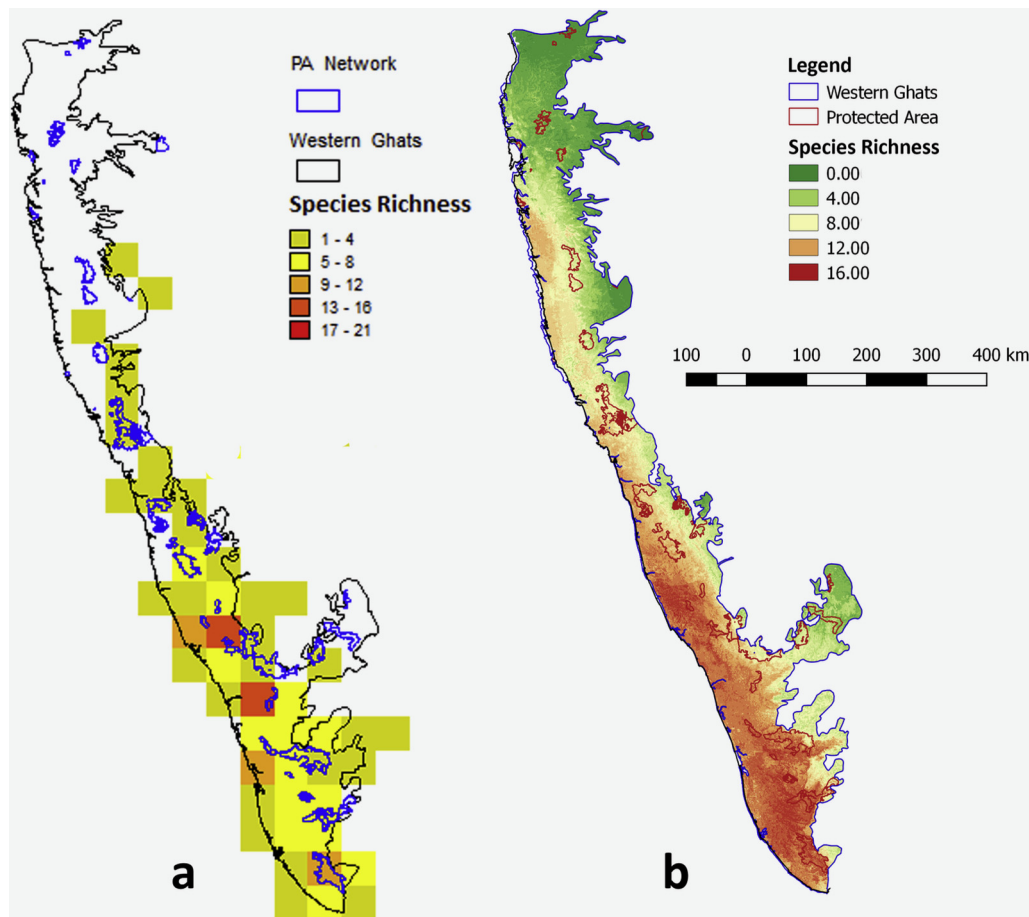 PA Network
Western Ghats
Species Richness
1 - 4
5 - 8
9 - 12
13 - 16
17 - 21
a
Legend
Western Ghats
Protected Area
Species Richness
0.00
4.00
8.00
12.00
16.00
100 0 100 200 300 400 km
b